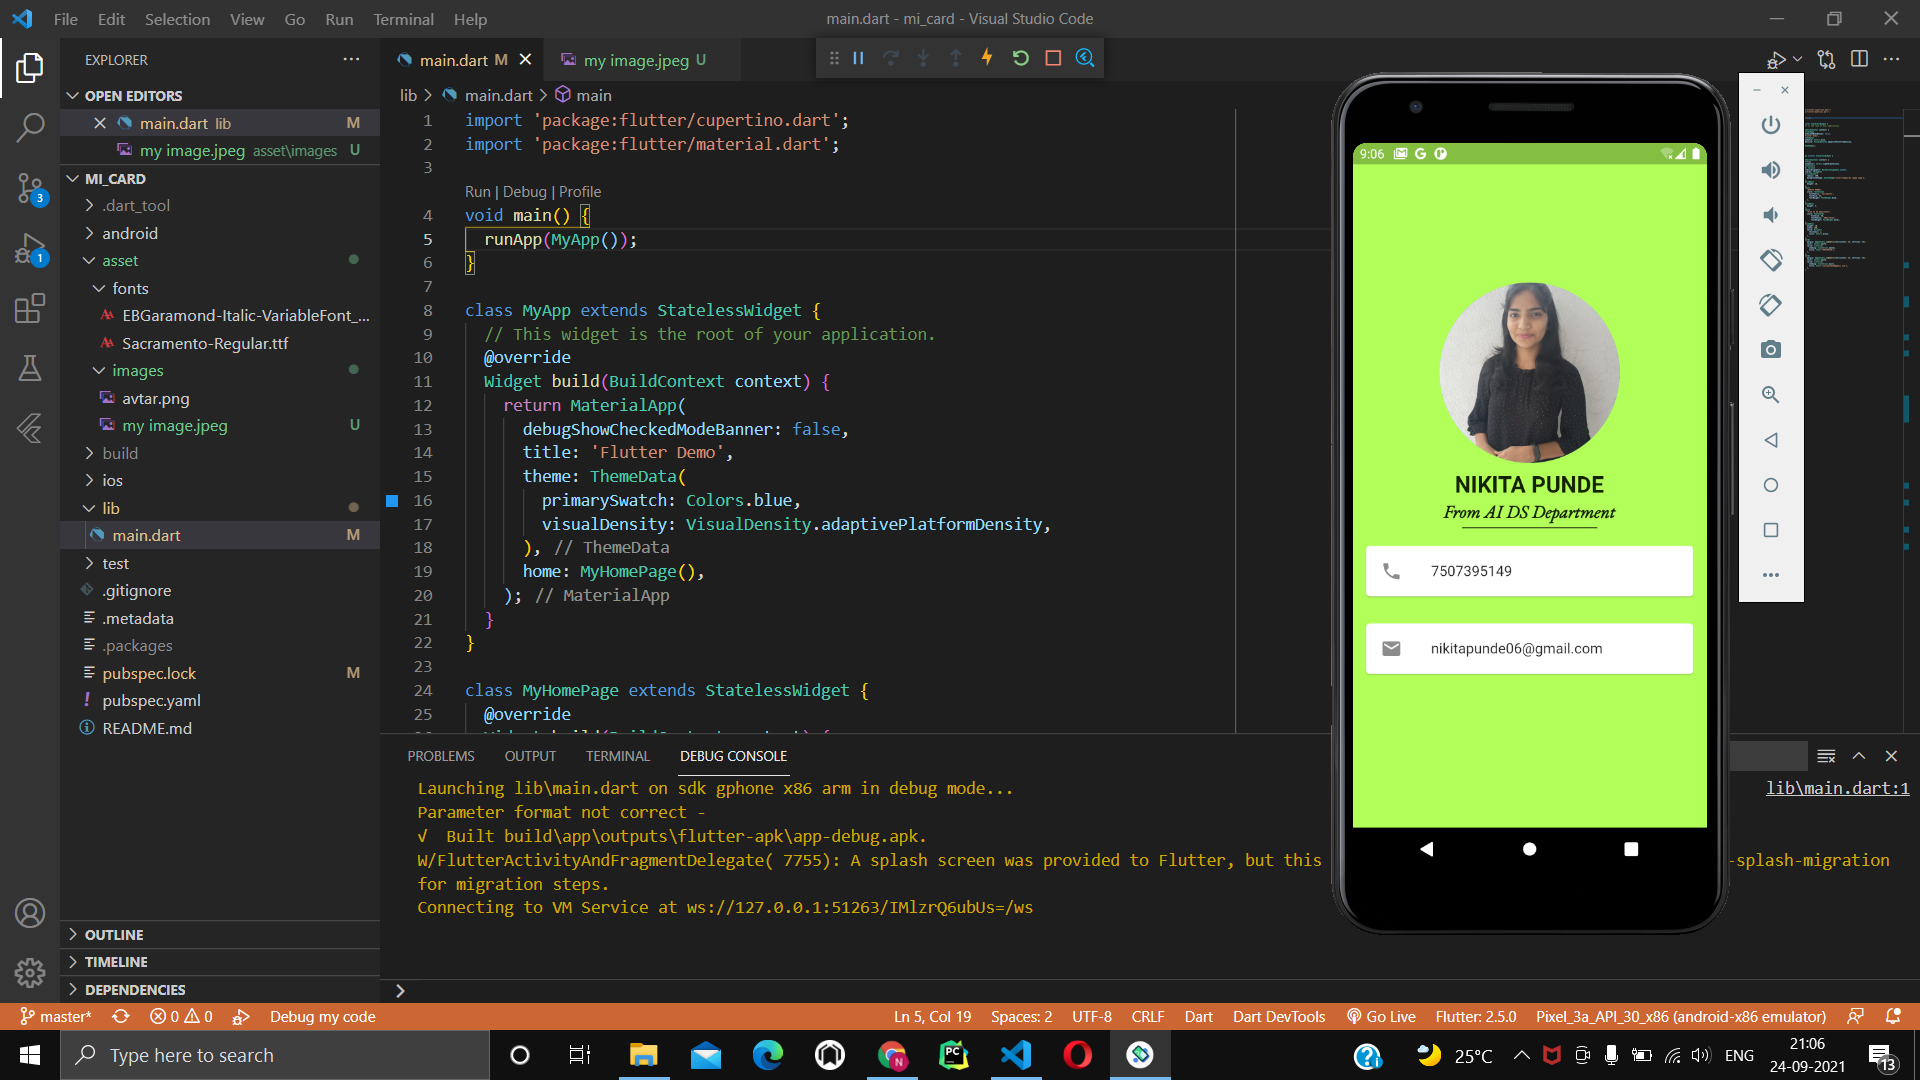 File Edit Selection View Go Run Terminal Help
main.dart - mi_card - Visual Studio Code
EXPLORER
OPEN EDITORS
main.dart lib M
my image.jpeg asset\images U
MI_CARD
.dart_tool
android
asset
fonts
EBGaramond-Italic-VariableFont_...
Sacramento-Regular.ttf
images
avtar.png
my image.jpeg U
build
ios
lib
main.dart M
test
.gitignore
.metadata
.packages
pubspec.lock M
pubspec.yaml
README.md
OUTLINE
TIMELINE
DEPENDENCIES
3
1
main.dart M
my image.jpeg U
lib > main.dart > main
1 import 'package:flutter/cupertino.dart';
2 import 'package:flutter/material.dart';
3
Run | Debug | Profile
4 void main() {
5 runApp(MyApp());
6 }
7
8 class MyApp extends StatelessWidget {
9 // This widget is the root of your application.
10 @override
11 Widget build(BuildContext context) {
12 return MaterialApp(
13 debugShowCheckedModeBanner: false,
14 title: 'Flutter Demo',
15 theme: ThemeData(
16 primarySwatch: Colors.blue,
17 visualDensity: VisualDensity.adaptivePlatformDensity,
18 ), // ThemeData
19 home: MyHomePage(),
20 ); // MaterialApp
21 }
22 }
23
24 class MyHomePage extends StatelessWidget {
25 @override
9:06
NIKITA PUNDE
From AI DS Department
7507395149
nikitapunde06@gmail.com
PROBLEMS OUTPUT TERMINAL DEBUG CONSOLE
Launching lib\main.dart on sdk gphone x86 arm in debug mode...
lib\main.dart:1
Parameter format not correct -
√ Built build\app\outputs\flutter-apk\app-debug.apk.
W/FlutterActivityAndFragmentDelegate( 7755): A splash screen was provided to Flutter, but this
-splash-migration
for migration steps.
Connecting to VM Service at ws://127.0.0.1:51263/IMlzrQ6ubUs=/ws
master* 0 0 Debug my code
Ln 5, Col 19 Spaces: 2 UTF-8 CRLF Dart Dart DevTools Go Live Flutter: 2.5.0 Pixel_3a_API_30_x86 (android-x86 emulator)
Type here to search
25°C ENG
21:06
24-09-2021
13